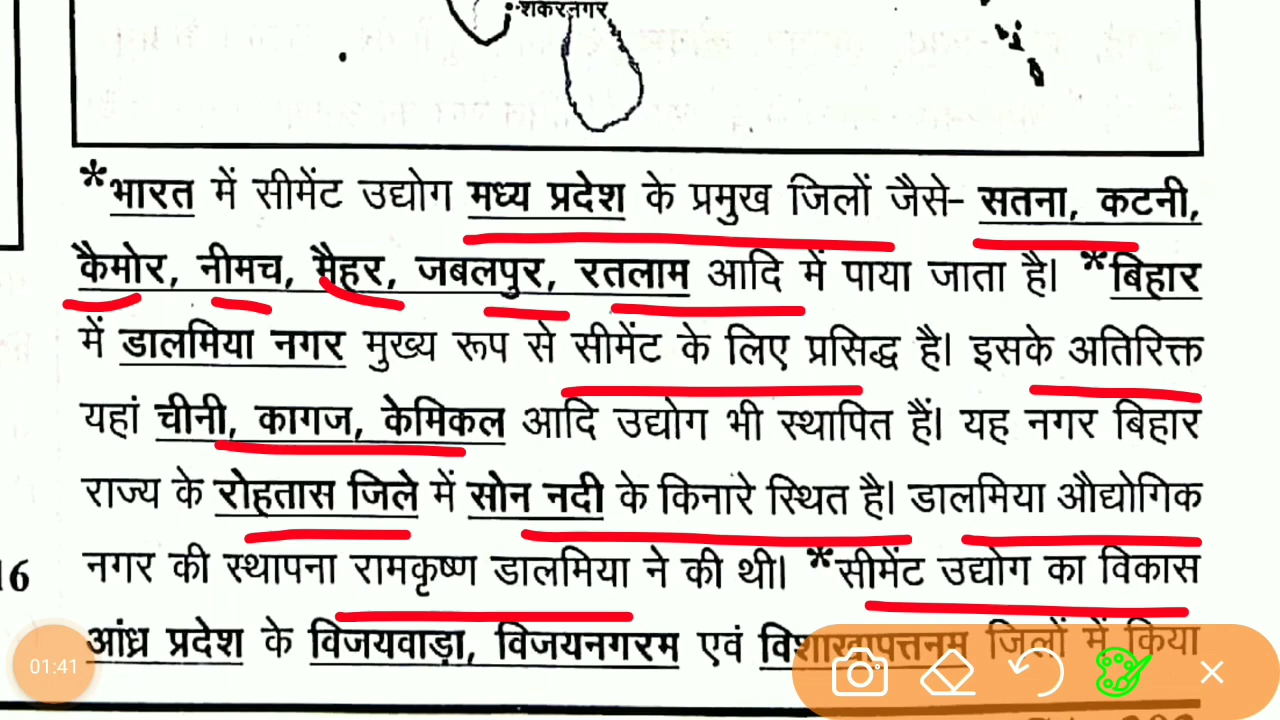 शकरनगर
*भारत में सीमेंट उद्योग मध्य प्रदेश के प्रमुख जिलों जैसे- सतना, कटनी,
कैमोर, नीमच, मैहर, जबलपुर, रतलाम आदि में पाया जाता है। *बिहार
में डालमिया नगर मुख्य रूप से सीमेंट के लिए प्रसिद्ध है। इसके अतिरिक्त
यहां चीनी, कागज, केमिकल आदि उद्योग भी स्थापित हैं। यह नगर बिहार
राज्य के रोहतास जिले में सोन नदी के किनारे स्थित है। डालमिया औद्योगिक
16 नगर की स्थापना रामकृष्ण डालमिया ने की थी। *सीमेंट उद्योग का विकास
आंध्र प्रदेश के विजयवाड़ा, विजयनगरम एवं विशाखापत्तनम जिलों में किया
01:41